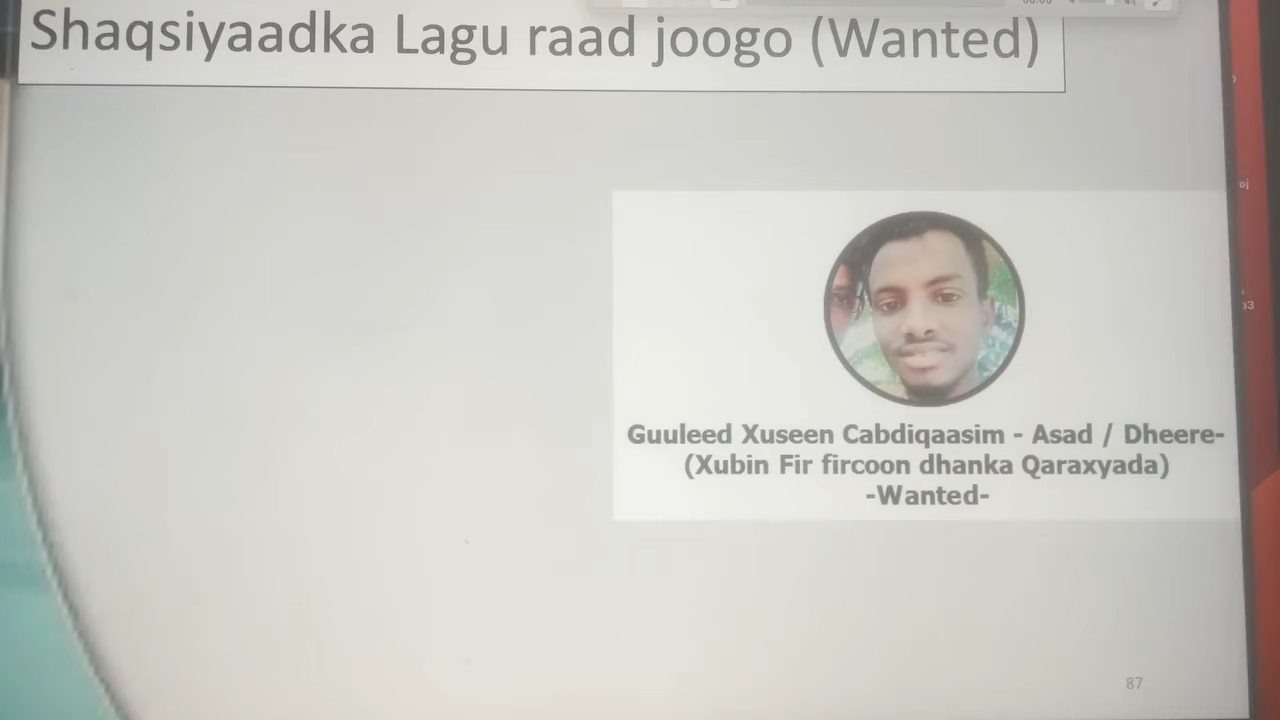 Shaqsiyaadka Lagu raad joogo (Wanted)
Guuleed Xuseen Cabdiqaasim - Asad / Dheere-
(Xubin Fir fircoon dhanka Qaraxyada)
-Wanted-
87